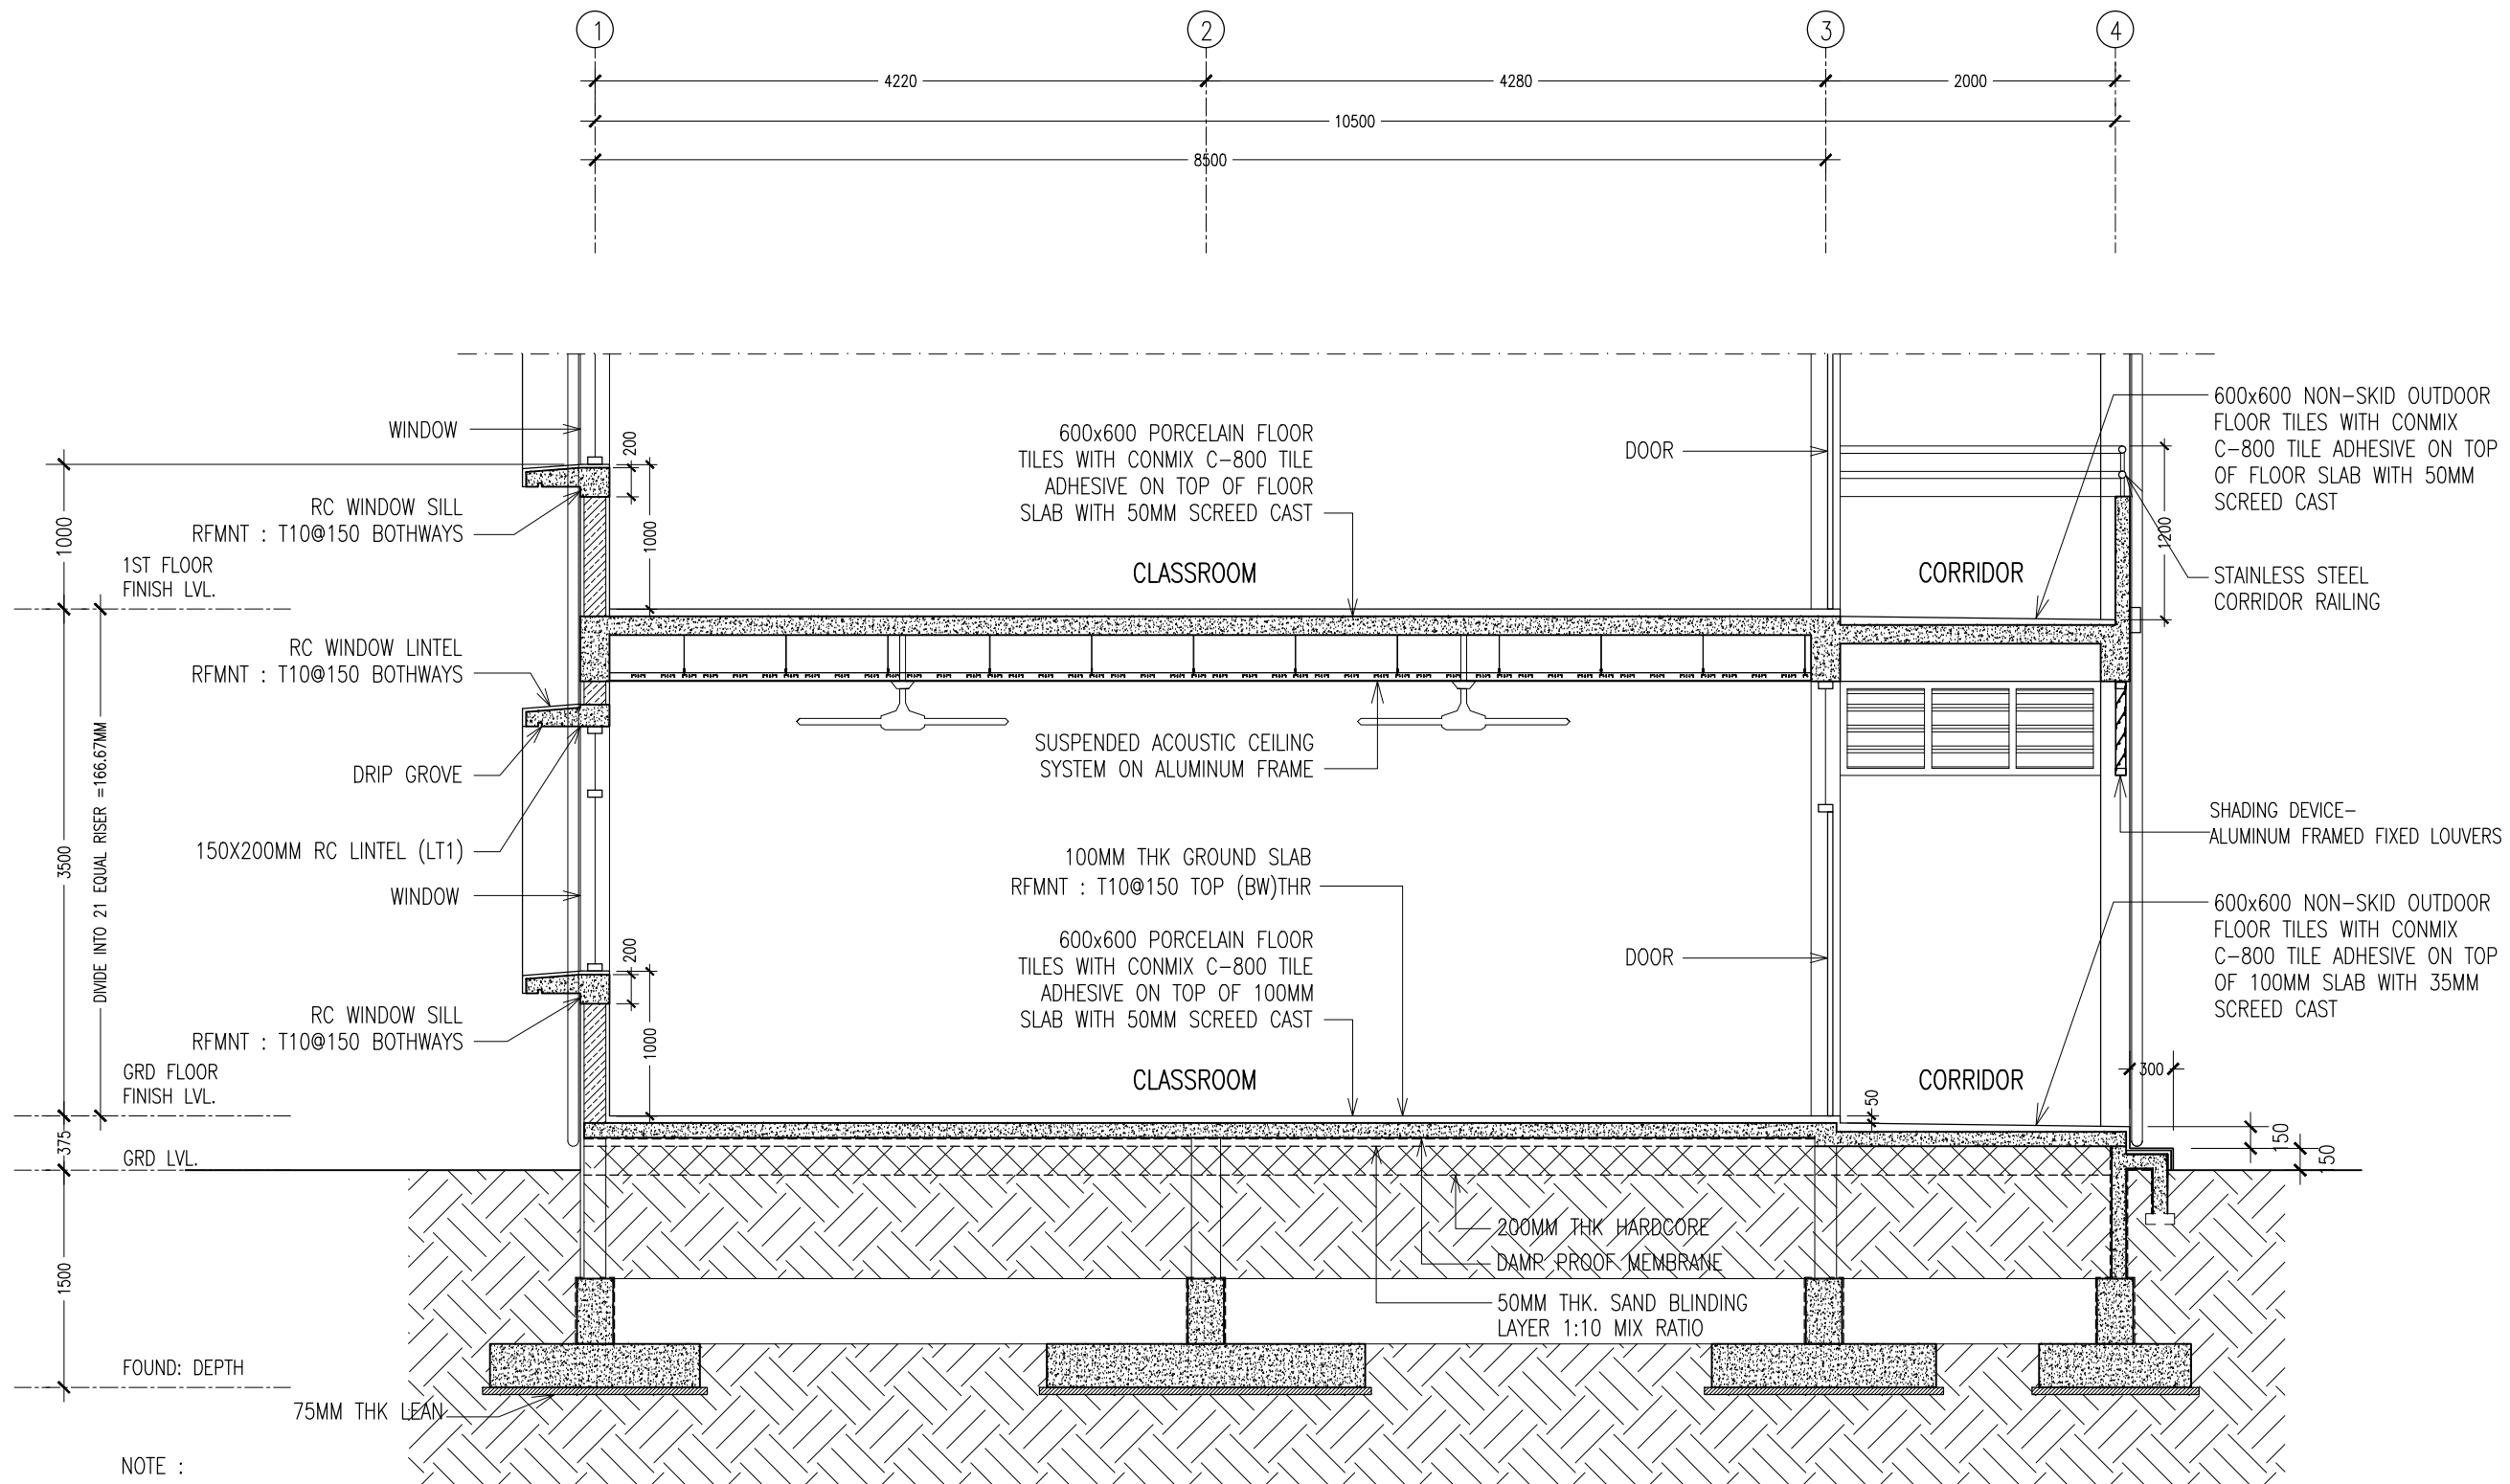 1
2
3
4
4220
4280
2000
10500
8500
WINDOW
RC WINDOW SILL
RFMNT : T10@150 BOTHWAYS
1ST FLOOR
FINISH LVL.
RC WINDOW LINTEL
RFMNT : T10@150 BOTHWAYS
DRIP GROVE
150X200MM RC LINTEL (LT1)
WINDOW
RC WINDOW SILL
RFMNT : T10@150 BOTHWAYS
GRD FLOOR
FINISH LVL.
GRD LVL.
FOUND: DEPTH
75MM THK LEAN
NOTE :
1000
3500
375
1500
DIVIDE INTO 21 EQUAL RISER =166.67MM
200
1000
200
1000
600x600 PORCELAIN FLOOR
TILES WITH CONMIX C-800 TILE
ADHESIVE ON TOP OF FLOOR
SLAB WITH 50MM SCREED CAST
CLASSROOM
SUSPENDED ACOUSTIC CEILING
SYSTEM ON ALUMINUM FRAME
100MM THK GROUND SLAB
RFMNT : T10@150 TOP (BW)THR
600x600 PORCELAIN FLOOR
TILES WITH CONMIX C-800 TILE
ADHESIVE ON TOP OF 100MM
SLAB WITH 50MM SCREED CAST
CLASSROOM
200MM THK HARDCORE
DAMP PROOF MEMBRANE
50MM THK. SAND BLINDING
LAYER 1:10 MIX RATIO
DOOR
CORRIDOR
DOOR
CORRIDOR
50
1200
600x600 NON-SKID OUTDOOR
FLOOR TILES WITH CONMIX
C-800 TILE ADHESIVE ON TOP
OF FLOOR SLAB WITH 50MM
SCREED CAST
STAINLESS STEEL
CORRIDOR RAILING
SHADING DEVICE-
ALUMINUM FRAMED FIXED LOUVERS
600x600 NON-SKID OUTDOOR
FLOOR TILES WITH CONMIX
C-800 TILE ADHESIVE ON TOP
OF 100MM SLAB WITH 35MM
SCREED CAST
300
150
150